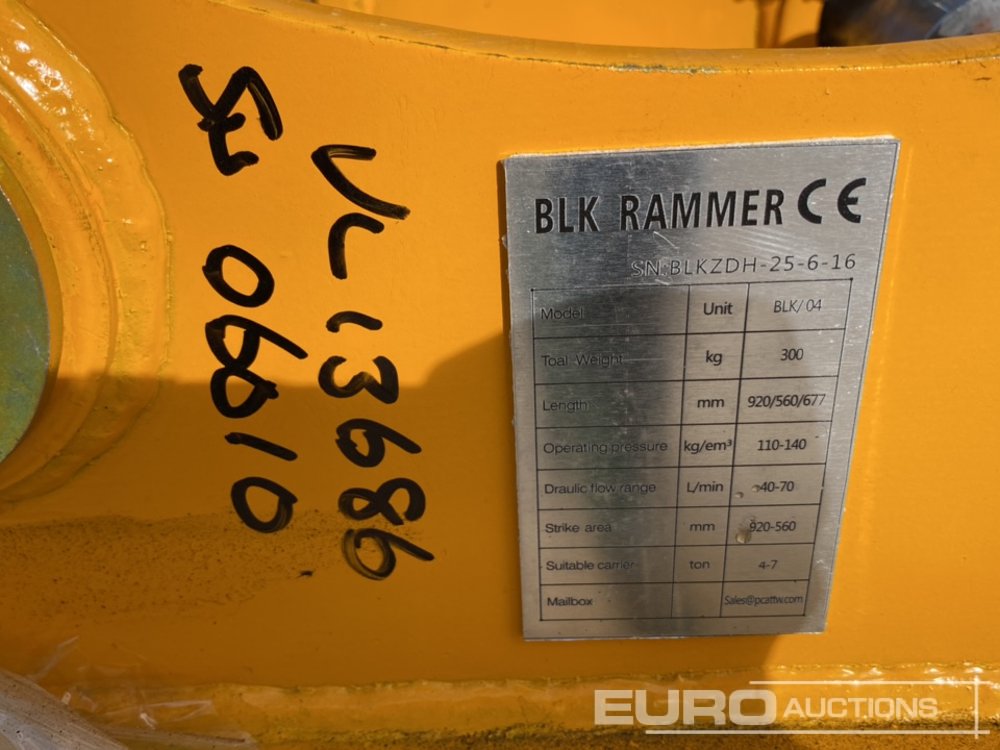 VL13686
06910
BLK RAMMER CE
SN:BLKZDH-25-6-16
Model Unit BLK/04
Toal Weight kg 300
Length mm 920/560/677
Operating pressure kg/em³ 110-140
Draulic flow range L/min 40-70
Strike area mm 920-560
Suitable carrier ton 4-7
Mailbox Sales@pcattw.com
EURO AUCTIONS